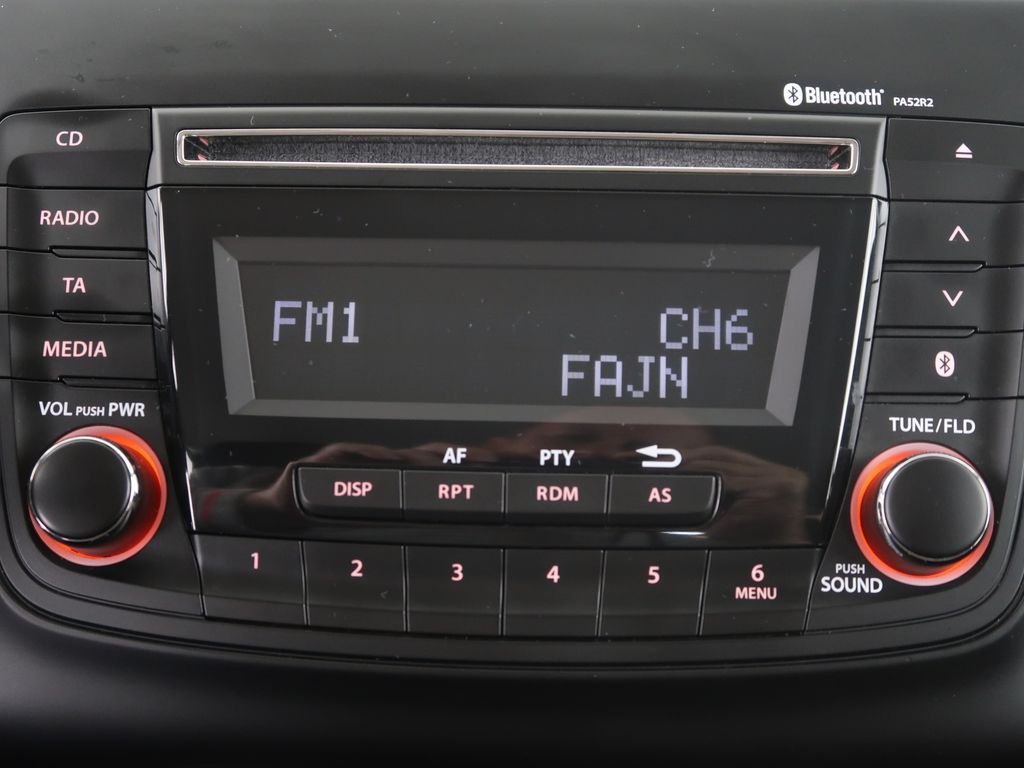 Bluetooth PA52R2
CD
RADIO
TA
MEDIA
FM1 CH6
FAJN
VOL PUSH PWR
TUNE/FLD
AF PTY
DISP RPT RDM AS
1 2 3 4 5 6
MENU
PUSH
SOUND